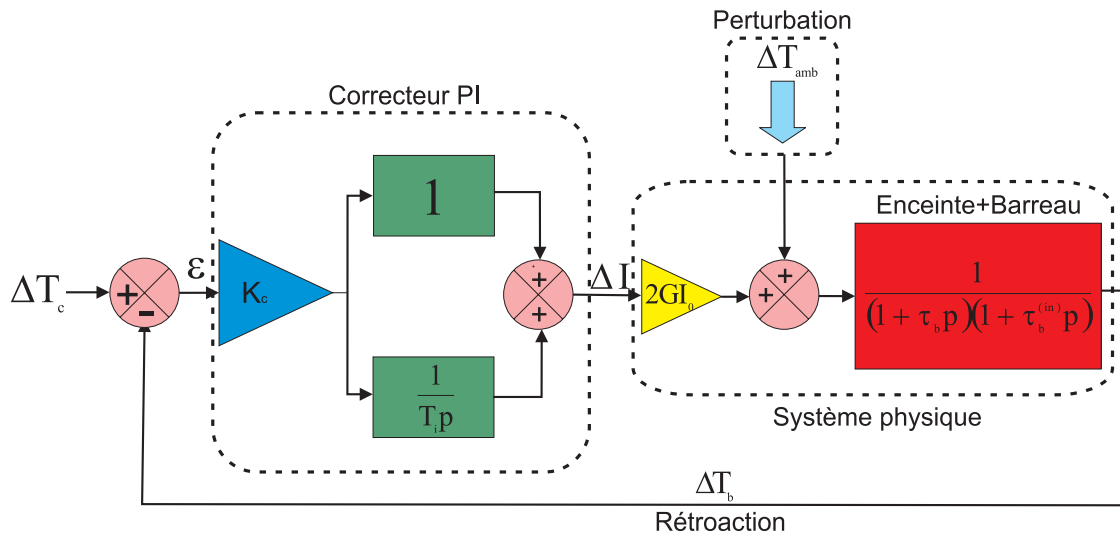 Perturbation
ΔT_amb
Correcteur PI
1
Enceinte+Barreau
ΔT_c
+
-
ε
K_c
+
+
ΔI
2GI_0
+
+
1
(1 + τ_b p)(1 + τ_b^(in) p)
1
T_i p
Système physique
ΔT_b
Rétroaction